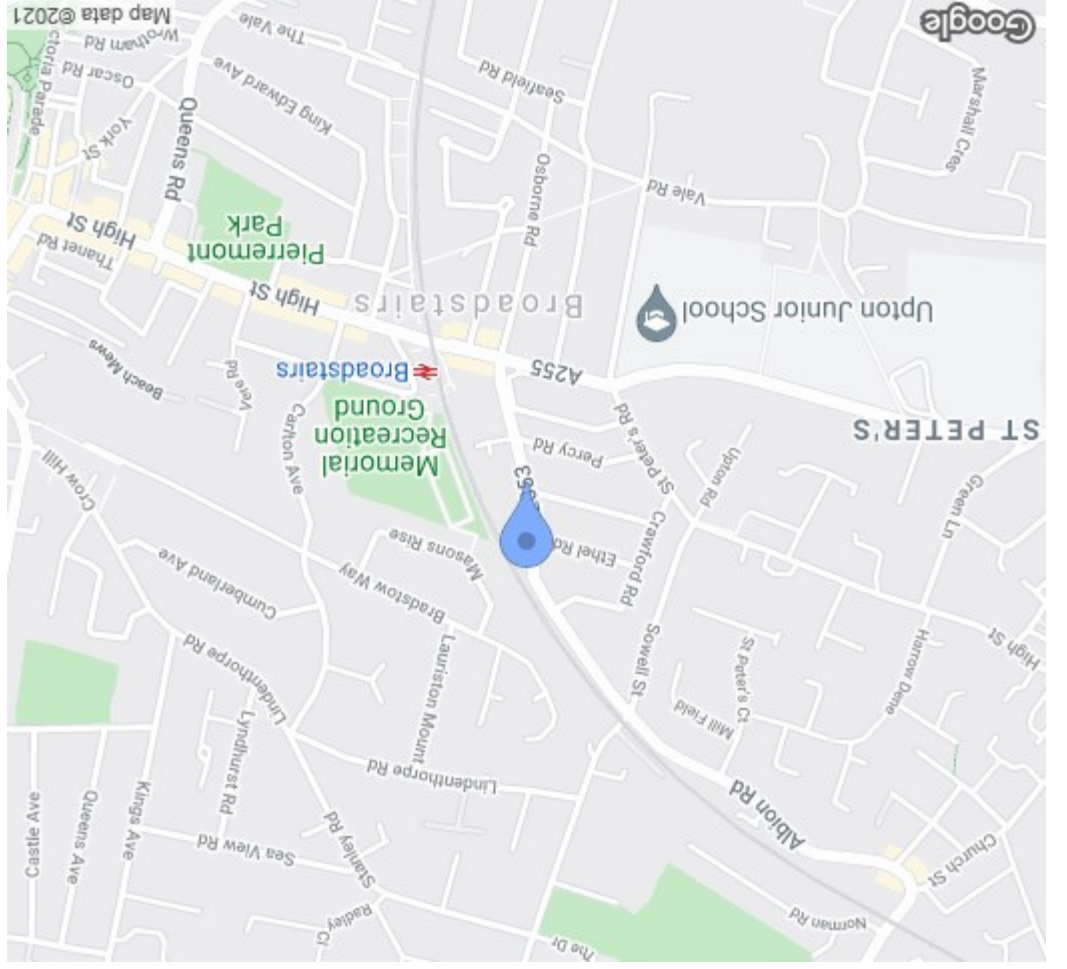 Norman Rd
The Dr
Radley Ct
Church St
Sea View Rd
Stanley Rd
Castle Ave
Queens Ave
Kings Ave
Albion Rd
Lindenthorpe Rd
Lyndhurst Rd
Mill Field
St Peter's Ct
Harrow Dene
Sowell St
Lauriston Mount
Lindenthorpe Rd
High St
Bradstow Way
Cumberland Ave
Crawford Rd
Ethel Rd
Masons Rise
Green Ln
Upton Rd
St Peter's Rd
Percy Rd
Crow Hill
Memorial
Recreation
Ground
Carlton Ave
ST PETER'S
Vere Rd
Beach Mews
A255
Broadstairs
Upton Junior School
Broadstairs
High St
Pierremont
Park
Thanet Rd
High St
Osborne Rd
Vale Rd
Queens Rd
York St
King Edward Ave
Marshall Cres
Seafield Rd
Oscar Rd
ctoria Parade
Wrotham Rd
The Vale
Google
Map data ©2021